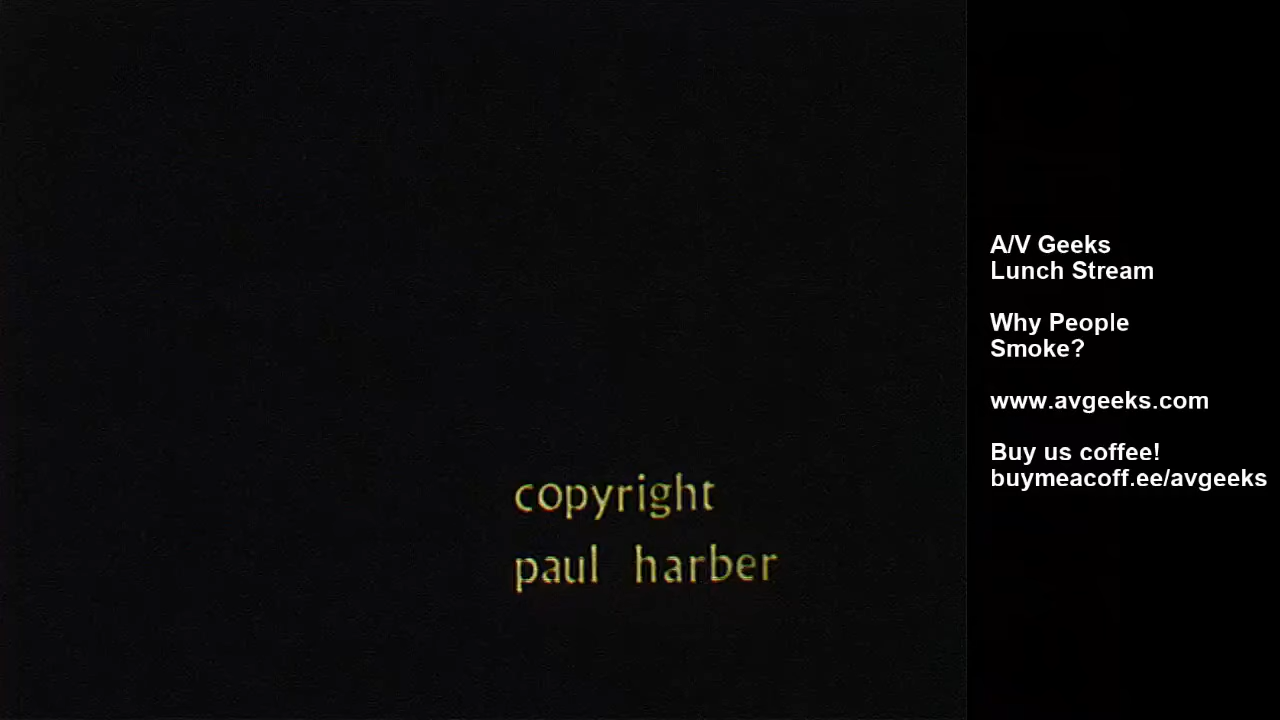 copyright
paul harber
A/V Geeks
Lunch Stream
Why People
Smoke?
www.avgeeks.com
Buy us coffee!
buymeacoff.ee/avgeeks